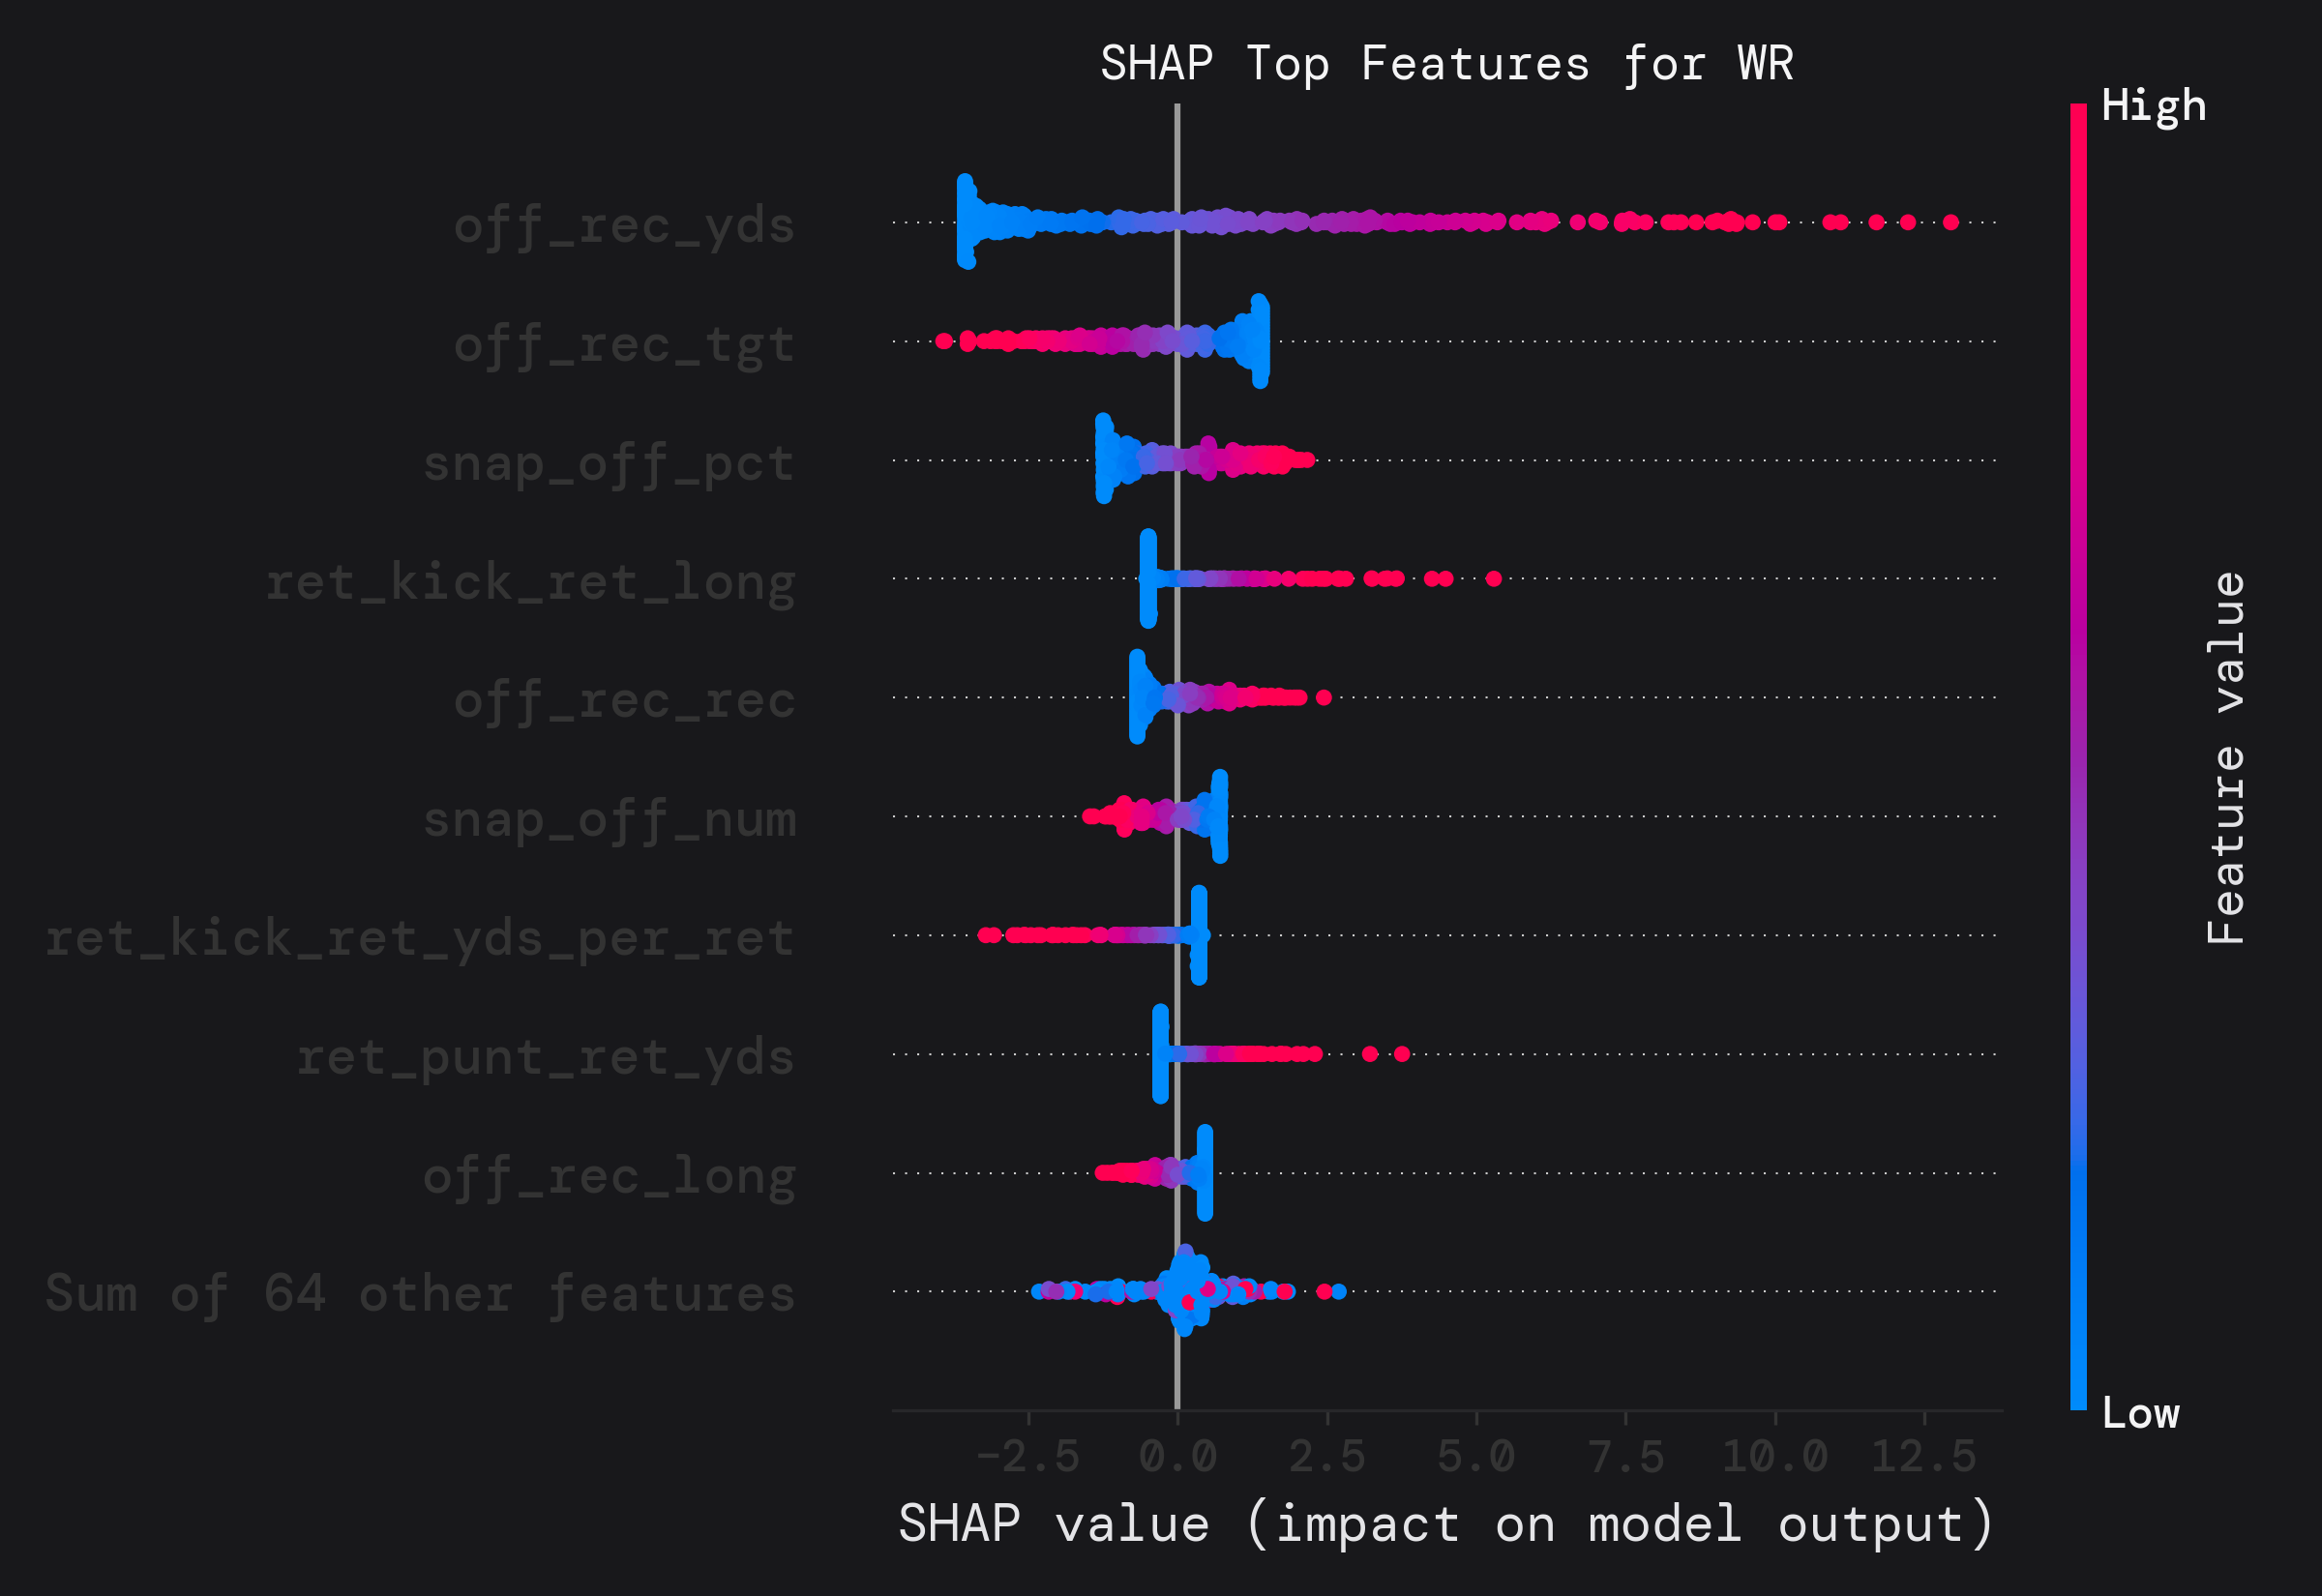 SHAP Top Features for WR
High
off_rec_yds
off_rec_tgt
snap_off_pct
ret_kick_ret_long
off_rec_rec
snap_off_num
ret_kick_ret_yds_per_ret
ret_punt_ret_yds
off_rec_long
Sum of 64 other features
Feature value
Low
-2.5 0.0 2.5 5.0 7.5 10.0 12.5
SHAP value (impact on model output)